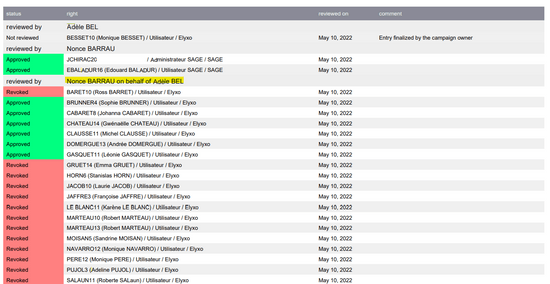 status right reviewed on comment
reviewed by Adèle BEL
Not reviewed BESSET10 (Monique BESSET) / Utilisateur / Elyxo May 10, 2022 Entry finalized by the campaign owner
reviewed by Nonce BARRAU
Approved JCHIRAC20 / Administrateur SAGE / SAGE May 10, 2022
Approved EBALADUR16 (Edouard BALADUR) / Utilisateur SAGE / SAGE May 10, 2022
reviewed by Nonce BARRAU on behalf of Adèle BEL
Revoked BARET10 (Ross BARRET) / Utilisateur / Elyxo May 10, 2022
Approved BRUNNER4 (Sophie BRUNNER) / Utilisateur / Elyxo May 10, 2022
Approved CABARET8 (Johanna CABARET) / Utilisateur / Elyxo May 10, 2022
Approved CHATEAU14 (Gwénaëlle CHATEAU) / Utilisateur / Elyxo May 10, 2022
Approved CLAUSSE11 (Michel CLAUSSE) / Utilisateur / Elyxo May 10, 2022
Approved DOMERGUE13 (Andrée DOMERGUE) / Utilisateur / Elyxo May 10, 2022
Approved GASQUET11 (Léonie GASQUET) / Utilisateur / Elyxo May 10, 2022
Revoked GRUET14 (Emma GRUET) / Utilisateur / Elyxo May 10, 2022
Revoked HORN6 (Stanislas HORN) / Utilisateur / Elyxo May 10, 2022
Revoked JACOB10 (Laurie JACOB) / Utilisateur / Elyxo May 10, 2022
Revoked JAFFRE3 (Françoise JAFFRE) / Utilisateur / Elyxo May 10, 2022
Revoked LE BLANC11 (Karène LE BLANC) / Utilisateur / Elyxo May 10, 2022
Revoked MARTEAU10 (Robert MARTEAU) / Utilisateur / Elyxo May 10, 2022
Revoked MARTEAU13 (Robert MARTEAU) / Utilisateur / Elyxo May 10, 2022
Revoked MOISAN5 (Sandrine MOISAN) / Utilisateur / Elyxo May 10, 2022
Revoked NAVARRO12 (Monique NAVARRO) / Utilisateur / Elyxo May 10, 2022
Revoked PERE12 (Monique PERE) / Utilisateur / Elyxo May 10, 2022
Revoked PUJOL3 (Adeline PUJOL) / Utilisateur / Elyxo May 10, 2022
Revoked SALAUN11 (Roberte SALaun) / Utilisateur / Elyxo May 10, 2022